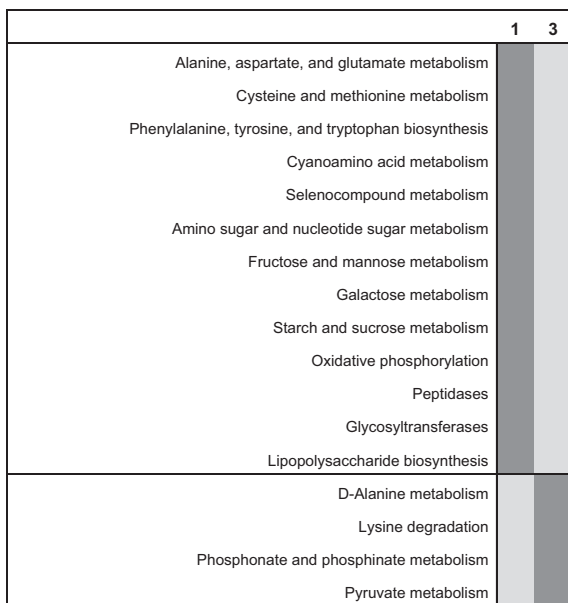 1 3
Alanine, aspartate, and glutamate metabolism
Cysteine and methionine metabolism
Phenylalanine, tyrosine, and tryptophan biosynthesis
Cyanoamino acid metabolism
Selenocompound metabolism
Amino sugar and nucleotide sugar metabolism
Fructose and mannose metabolism
Galactose metabolism
Starch and sucrose metabolism
Oxidative phosphorylation
Peptidases
Glycosyltransferases
Lipopolysaccharide biosynthesis
D-Alanine metabolism
Lysine degradation
Phosphonate and phosphinate metabolism
Pyruvate metabolism